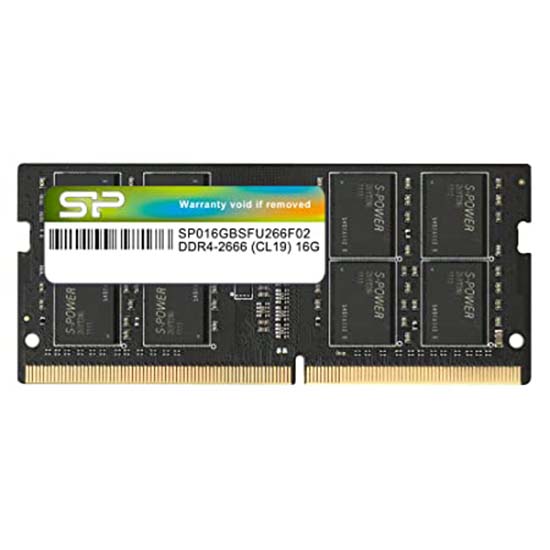 SP
Warranty void if removed
SP016GBSFU266F02
DDR4-2666 (CL19) 16G
S-POWER
S-POWER
S-POWER
S-POWER
S-POWER
S-POWER